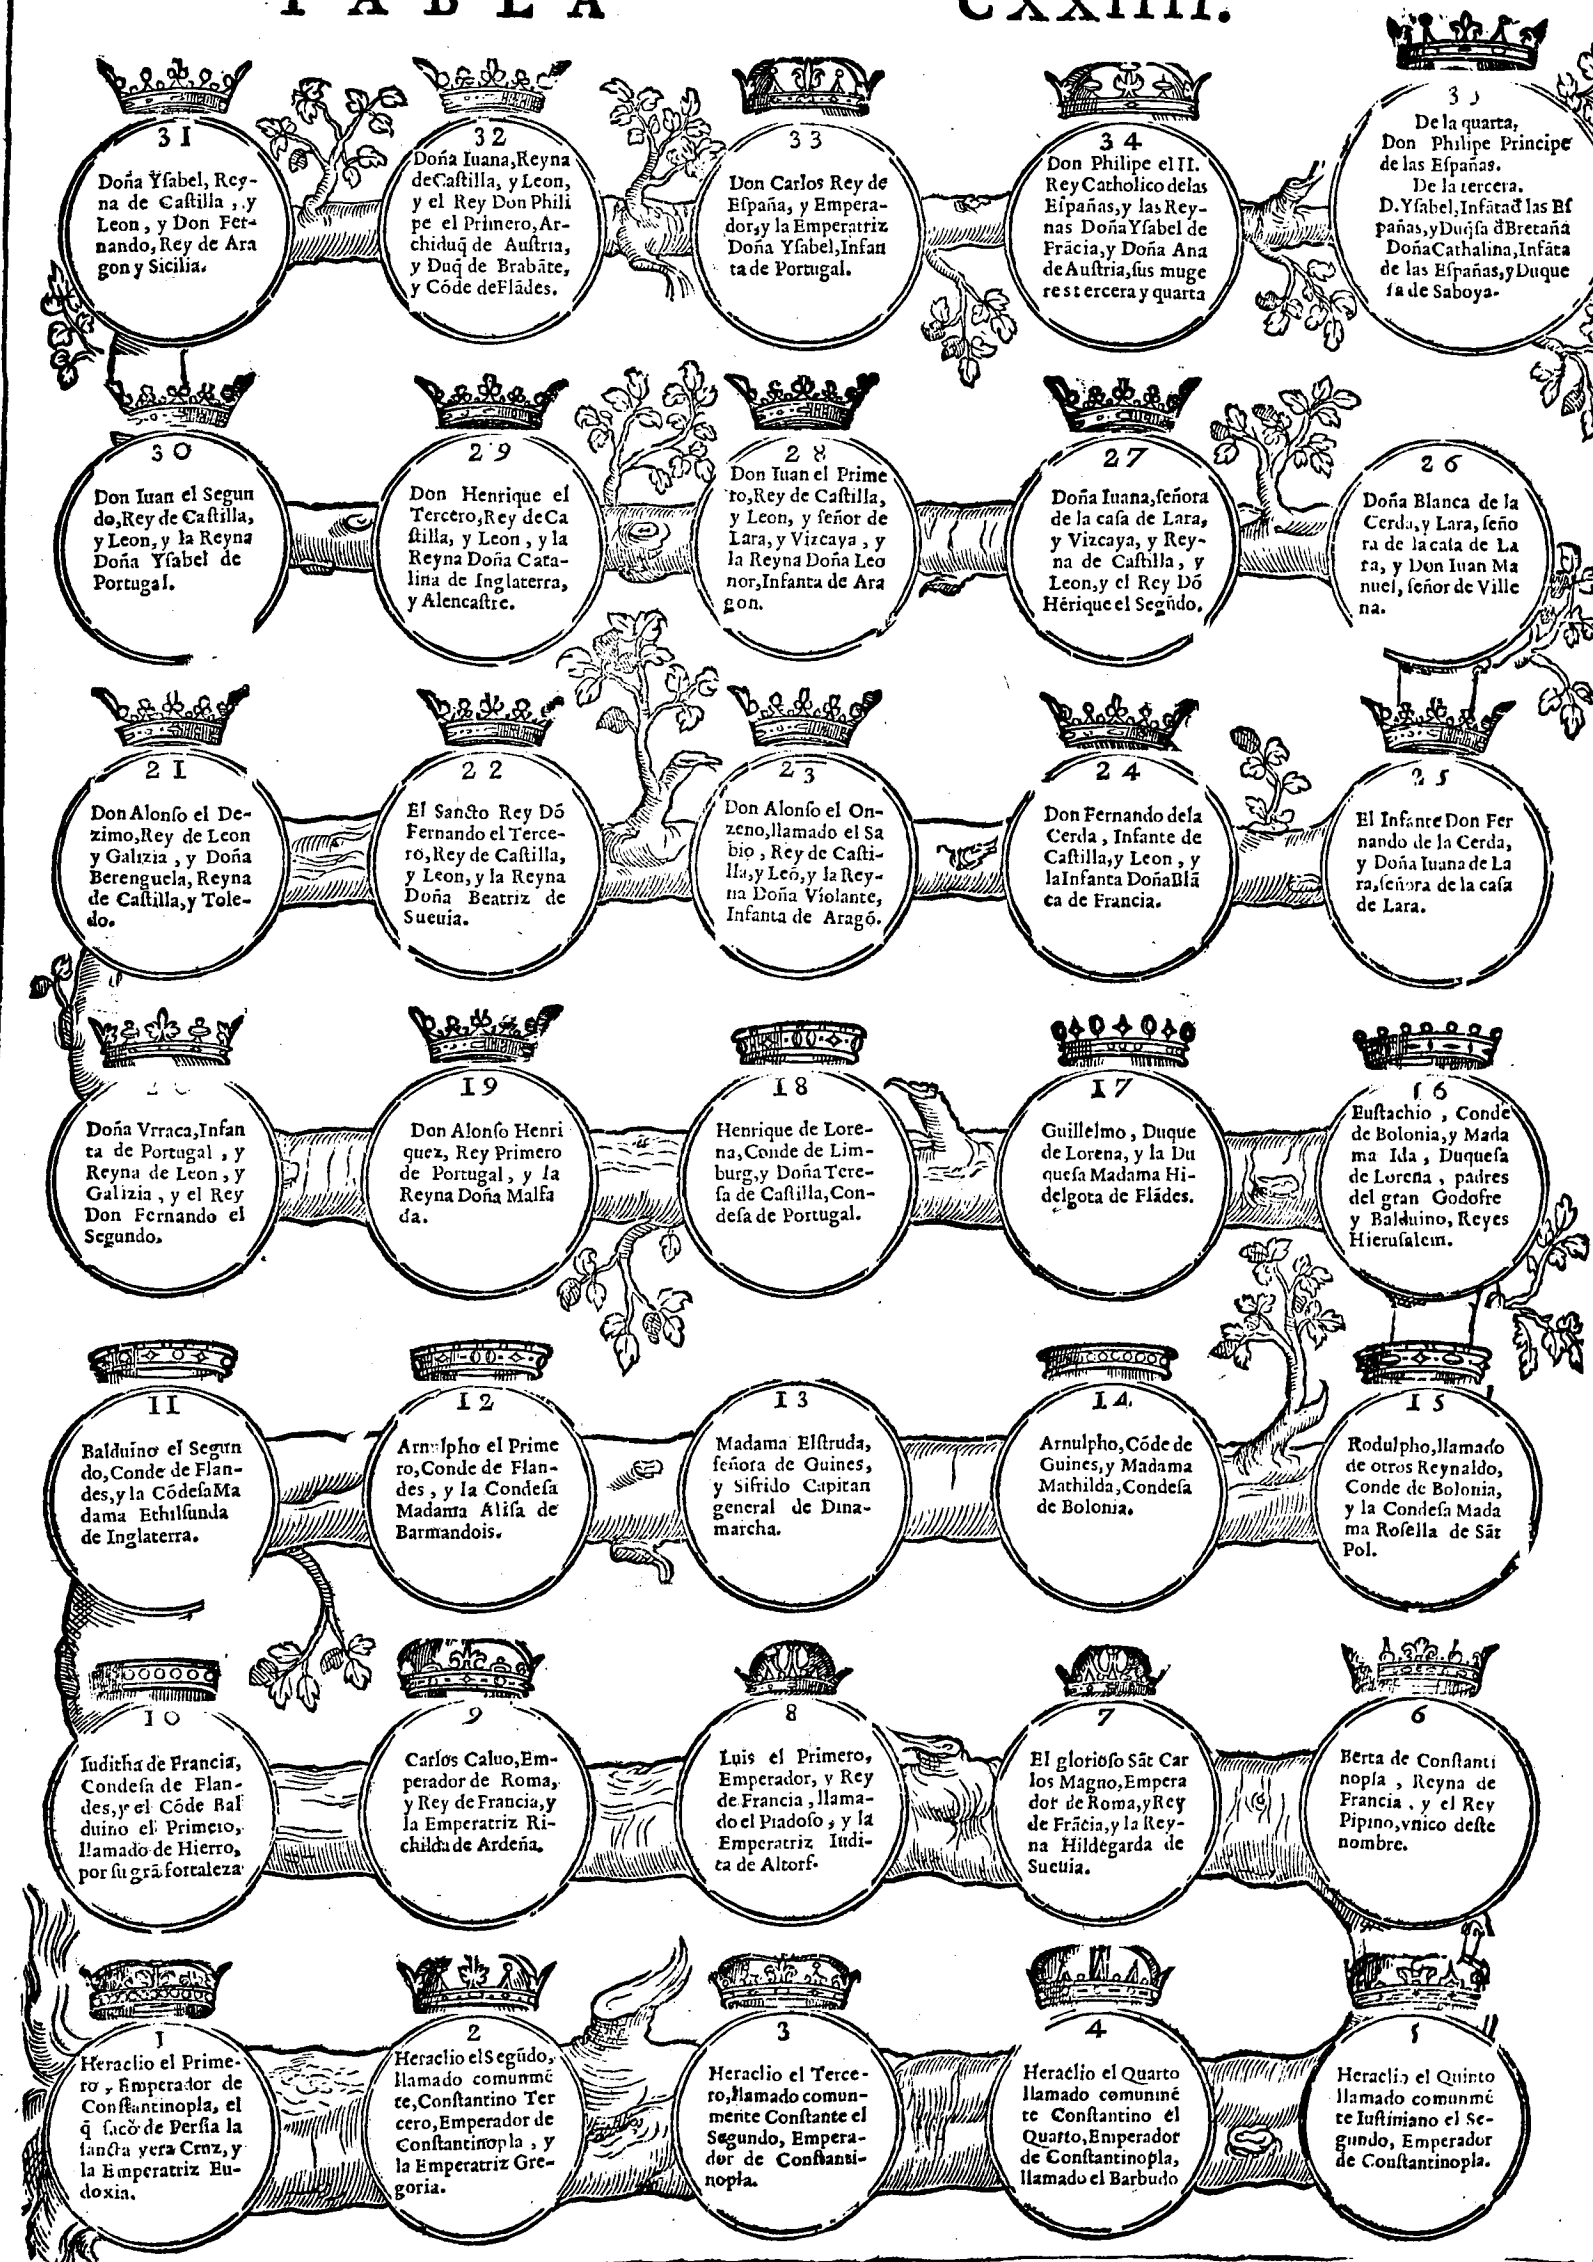 TABLA CXXIIII.
31
Doña Yſabel, Rey-
na de Caſtilla, y
Leon, y Don Fer-
nando, Rey de Ara
gon y Sicilia.
32
Doña Iuana, Reyna
de Caſtilla, y Leon,
y el Rey Don Phili
pe el Primero, Ar-
chiduq̃ de Auſtria,
y Duq̃ de Brabãte,
y Cõde de Flãdes.
33
Don Carlos Rey de
Eſpaña, y Empera-
dor, y la Emperatriz
Doña Yſabel, Infan
ta de Portugal.
34
Don Philipe el II.
Rey Catholico delas
Eſpañas, y las Rey-
nas Doña Yſabel de
Frãcia, y Doña Ana
de Auſtria, ſus muge
res tercera y quarta
35
De la quarta,
Don Philipe Principe
de las Eſpañas.
De la tercera.
D. Yſabel, Infãta đ las Eſ
pañas, y Duq̃ſa đ Bretaña
Doña Cathalina, Infãta
de las Eſpañas, y Duque
ſa de Saboya.
30
Don Iuan el Segun
do, Rey de Caſtilla,
y Leon, y la Reyna
Doña Yſabel de
Portugal.
29
Don Henrique el
Tercero, Rey de Ca
ſtilla, y Leon, y la
Reyna Doña Cata-
lina de Inglaterra,
y Alencaſtre.
28
Don Iuan el Prime
ro, Rey de Caſtilla,
y Leon, y ſeñor de
Lara, y Vizcaya, y
la Reyna Doña Leo
nor, Infanta de Ara
gon.
27
Doña Iuana, ſeñora
de la caſa de Lara,
y Vizcaya, y Rey-
na de Caſtilla, y
Leon, y el Rey Dõ
Hẽrique el Segũdo.
26
Doña Blanca de la
Cerda, y Lara, ſeño
ra de la caſa de La
ra, y Don Iuan Ma
nuel, ſeñor de Ville
na.
21
Don Alonſo el De-
zimo, Rey de Leon
y Galizia, y Doña
Berenguela, Reyna
de Caſtilla, y Tole-
do.
22
El Sancto Rey Dõ
Fernando el Terce-
ro, Rey de Caſtilla,
y Leon, y la Reyna
Doña Beatriz de
Sueuia.
23
Don Alonſo el On-
zeno, llamado el Sa
bio, Rey de Caſti-
lla, y Leõ, y la Rey-
na Doña Violante,
Infanta de Aragõ.
24
Don Fernando dela
Cerda, Infante de
Caſtilla, y Leon, y
la Infanta Doña Blã
ca de Francia.
25
El Infante Don Fer
nando de la Cerda,
y Doña Iuana de La
ra, ſeñora de la caſa
de Lara.
20
Doña Vrraca, Infan
ta de Portugal, y
Reyna de Leon, y
Galizia, y el Rey
Don Fernando el
Segundo.
19
Don Alonſo Henri
quez, Rey Primero
de Portugal, y la
Reyna Doña Malfa
da.
18
Henrique de Lore-
na, Conde de Lim-
burg, y Doña Tere-
ſa de Caſtilla, Con-
deſa de Portugal.
17
Guillelmo, Duque
de Lorena, y la Du
queſa Madama Hi-
delgota de Flãdes.
16
Euſtachio, Conde
de Bolonia, y Mada
ma Ida, Duqueſa
de Lorena, padres
del gran Godofre
y Balduino, Reyes
Hieruſalem.
11
Balduino el Segun
do, Conde de Flan-
des, y la Cõdeſa Ma
dama Ethilſunda
de Inglaterra.
12
Arnulpho el Prime
ro, Conde de Flan-
des, y la Condeſa
Madama Aliſa de
Barmandois.
13
Madama Elſtruda,
ſeñora de Guines,
y Sifrido Capitan
general de Dina-
marcha.
14
Arnulpho, Cõde de
Guines, y Madama
Mathilda, Condeſa
de Bolonia.
15
Rodulpho, llamado
de otros Reynaldo,
Conde de Bolonia,
y la Condeſa Mada
ma Roſella de Sãt
Pol.
10
Iuditha de Francia,
Condeſa de Flan-
des, y el Cõde Bal
duino el Primero,
llamado de Hierro,
por ſu grã fortaleza
9
Carlos Caluo, Em-
perador de Roma,
y Rey de Francia, y
la Emperatriz Ri-
childa de Ardeña.
8
Luis el Primero,
Emperador, y Rey
de Francia, llama-
do el Piadoſo, y la
Emperatriz Iudi-
ta de Altorf.
7
El glorioſo Sãt Car
los Magno, Empera
dor de Roma, y Rey
de Frãcia, y la Rey-
na Hildegarda de
Sueuia.
6
Berta de Conſtanti
nopla, Reyna de
Francia, y el Rey
Pipino, vnico deſte
nombre.
1
Heraclio el Prime-
ro, Emperador de
Conſtantinopla, el
q̃ ſacò de Perſia la
ſancta vera Cruz, y
la Emperatriz Eu-
doxia.
2
Heraclio el Segũdo,
llamado comunmẽ
te, Conſtantino Ter
cero, Emperador de
Conſtantinopla, y
la Emperatriz Gre-
goria.
3
Heraclio el Terce-
ro, llamado comun-
mente Conſtante el
Segundo, Empera-
dor de Conſtanti-
nopla.
4
Heraclio el Quarto
llamado comunmẽ
te Conſtantino el
Quarto, Emperador
de Conſtantinopla,
llamado el Barbudo
5
Heraclio el Quinto
llamado comunmẽ
te Iuſtiniano el Se-
gundo, Emperador
de Conſtantinopla.